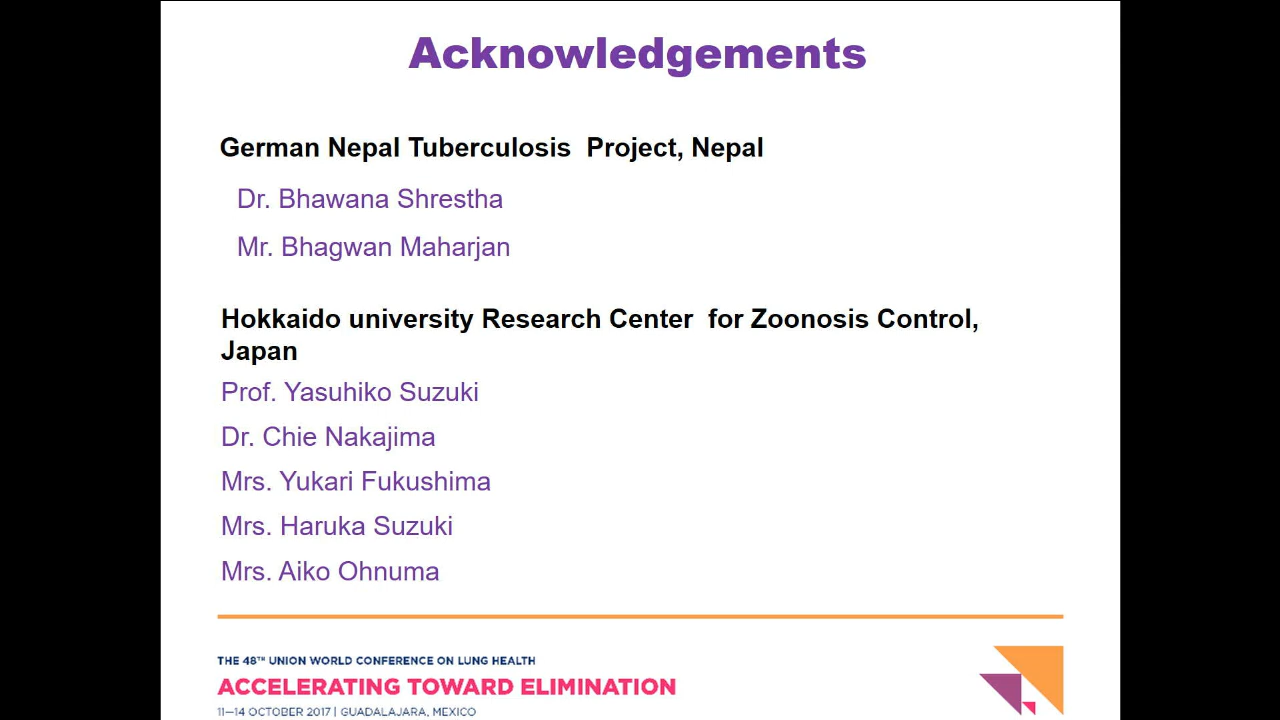 Acknowledgements
German Nepal Tuberculosis  Project, Nepal
Dr. Bhawana Shrestha
Mr. Bhagwan Maharjan
Hokkaido university Research Center  for Zoonosis Control,
Japan
Prof. Yasuhiko Suzuki
Dr. Chie Nakajima
Mrs. Yukari Fukushima
Mrs. Haruka Suzuki
Mrs. Aiko Ohnuma
THE 48TH UNION WORLD CONFERENCE ON LUNG HEALTH
ACCELERATING TOWARD ELIMINATION
11–14 OCTOBER 2017 | GUADALAJARA, MEXICO